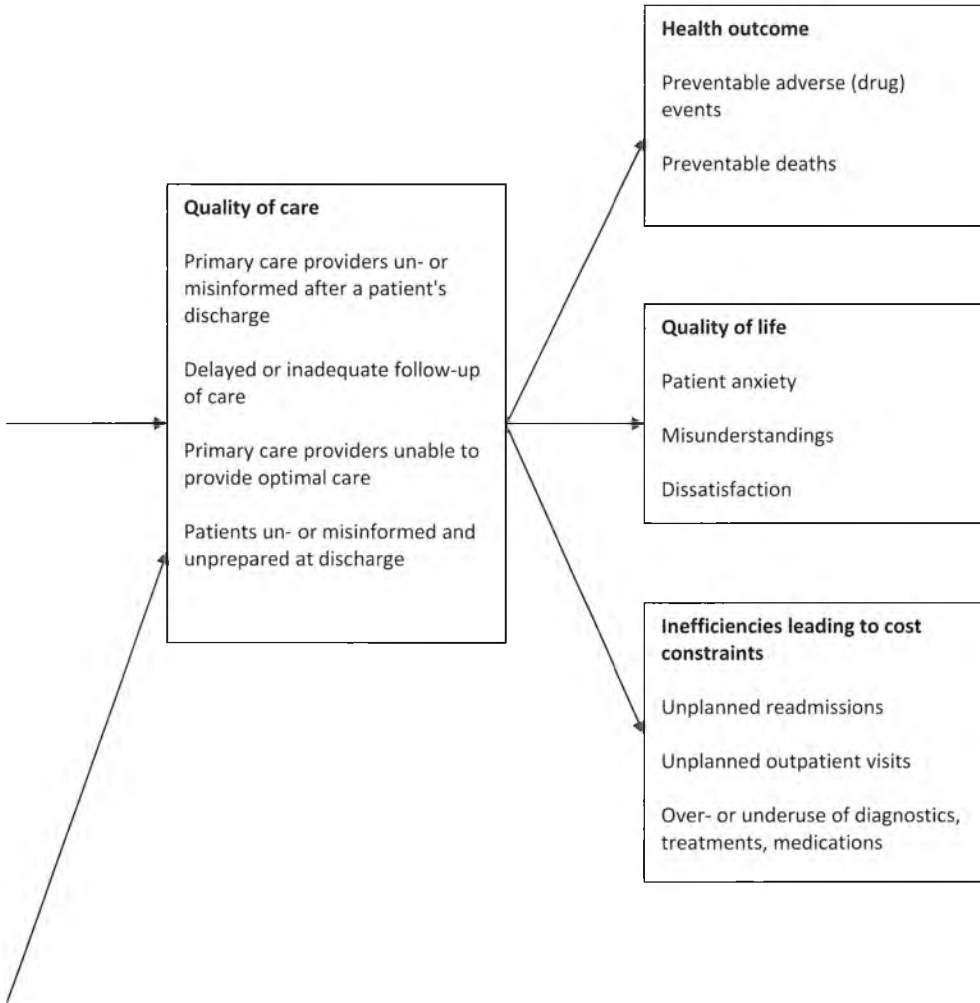 Quality of care
Primary care providers un- or
misinformed after a patient's
discharge
Delayed or inadequate follow-up
of care
Primary care providers unable to
provide optimal care
Patients un- or misinformed and
unprepared at discharge
Health outcome
Preventable adverse (drug)
events
Preventable deaths
Quality of life
Patient anxiety
Misunderstandings
Dissatisfaction
Inefficiencies leading to cost
constraints
Unplanned readmissions
Unplanned outpatient visits
Over- or underuse of diagnostics,
treatments, medications